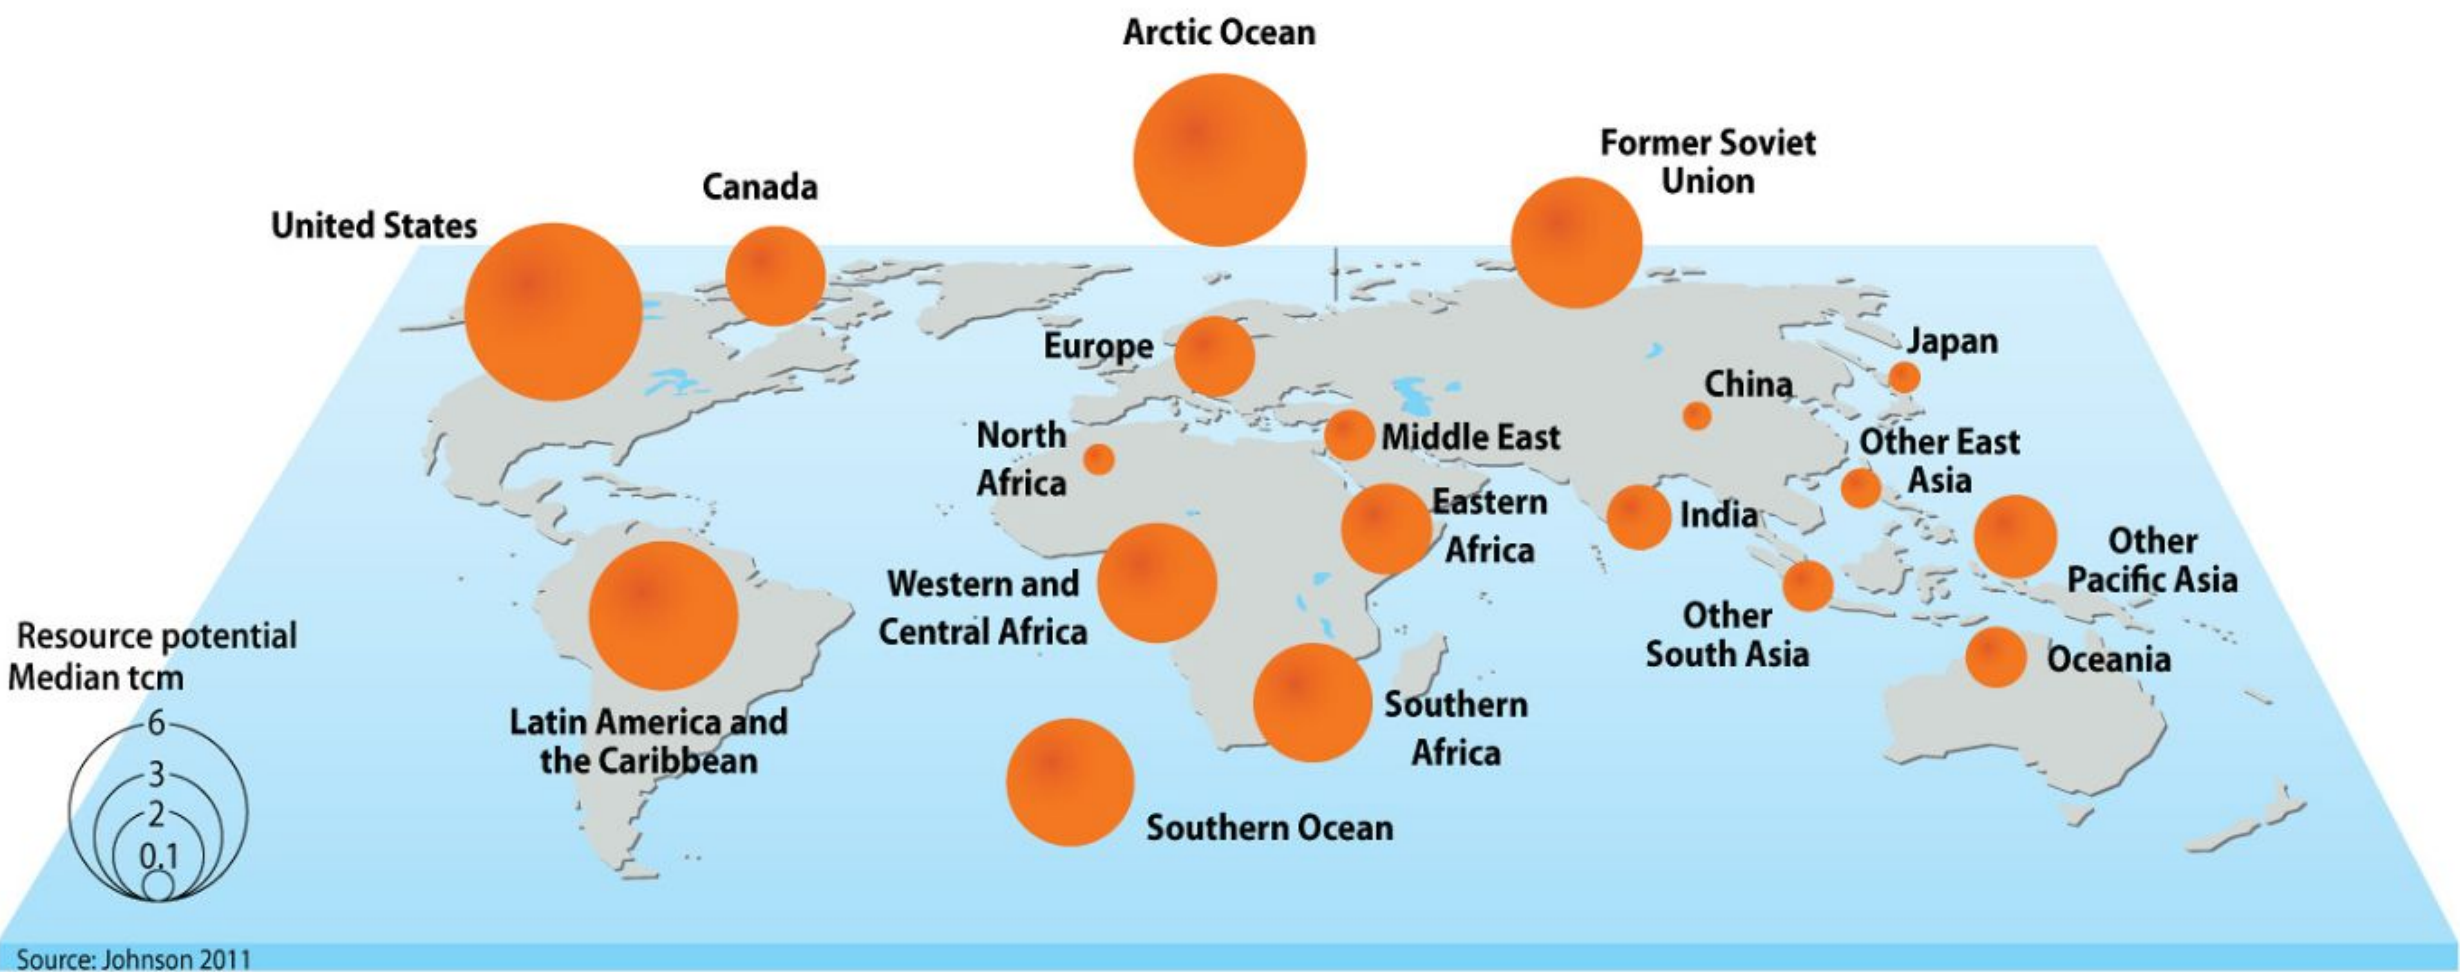 Arctic Ocean
Former Soviet
Union
Canada
United States
Europe
Japan
China
North
Africa
Middle East
Other East
Asia
Eastern
Africa
India
Other
Pacific Asia
Western and
Central Africa
Other
South Asia
Oceania
Resource potential
Median tcm
6
3
2
0.1
Latin America and
the Caribbean
Southern
Africa
Southern Ocean
Source: Johnson 2011